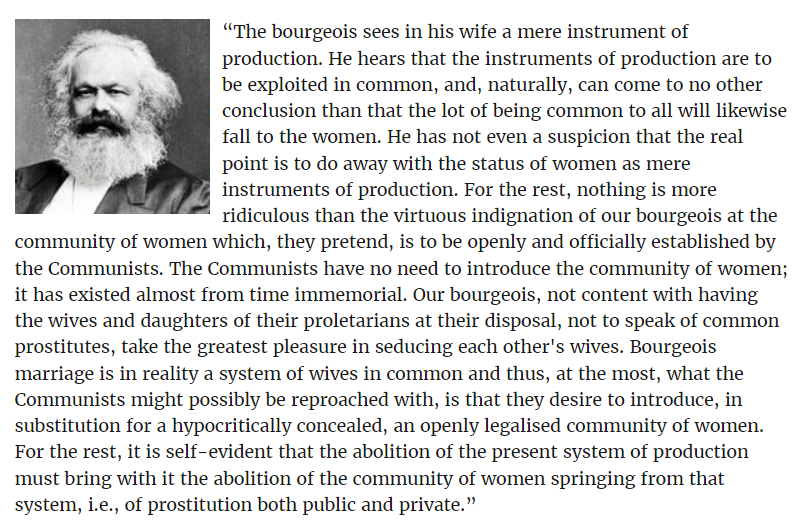 “The bourgeois sees in his wife a mere instrument of
production. He hears that the instruments of production are to
be exploited in common, and, naturally, can come to no other
conclusion than that the lot of being common to all will likewise
fall to the women. He has not even a suspicion that the real
point is to do away with the status of women as mere
instruments of production. For the rest, nothing is more
ridiculous than the virtuous indignation of our bourgeois at the
community of women which, they pretend, is to be openly and officially established by
the Communists. The Communists have no need to introduce the community of women;
it has existed almost from time immemorial. Our bourgeois, not content with having
the wives and daughters of their proletarians at their disposal, not to speak of common
prostitutes, take the greatest pleasure in seducing each other's wives. Bourgeois
marriage is in reality a system of wives in common and thus, at the most, what the
Communists might possibly be reproached with, is that they desire to introduce, in
substitution for a hypocritically concealed, an openly legalised community of women.
For the rest, it is self-evident that the abolition of the present system of production
must bring with it the abolition of the community of women springing from that
system, i.e., of prostitution both public and private.”